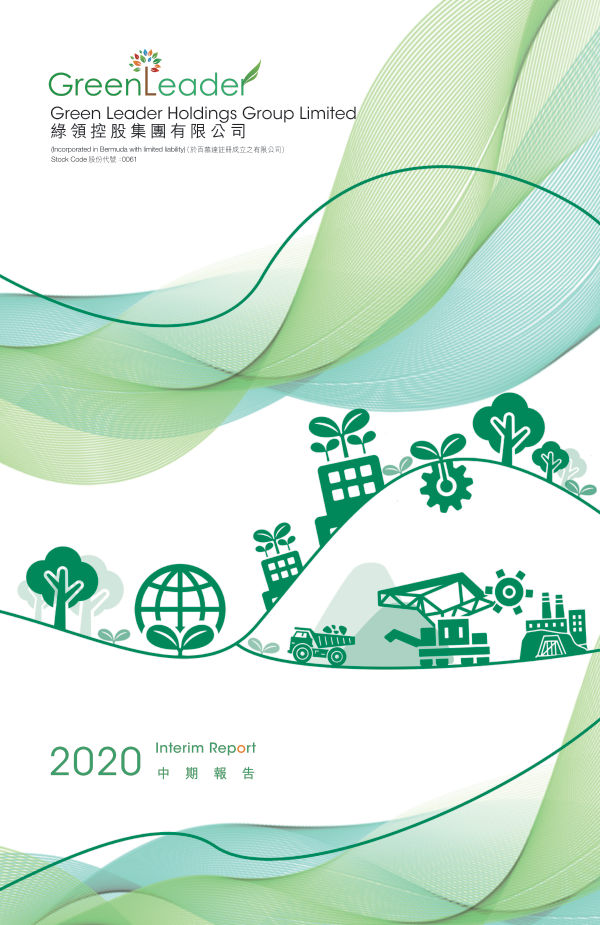 GreenLeader
Green Leader Holdings Group Limited
綠領控股集團有限公司
(Incorporated in Bermuda with limited liability) (於百慕達註冊成立之有限公司)
Stock Code 股份代號 : 0061
2020 Interim Report
中期報告